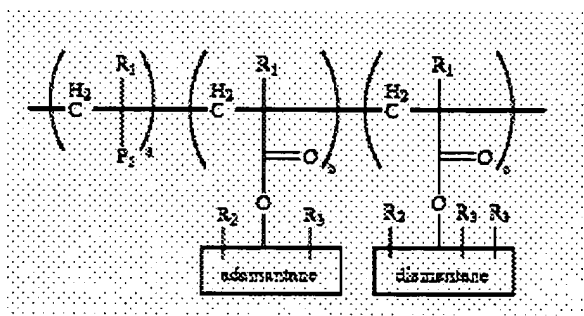 R₁ R₁ R₁
H₂ H₂ H₂
C C C
a
O b O c
O O
R₂ R₃ R₂ R₃ R₃
adamantane diamantane